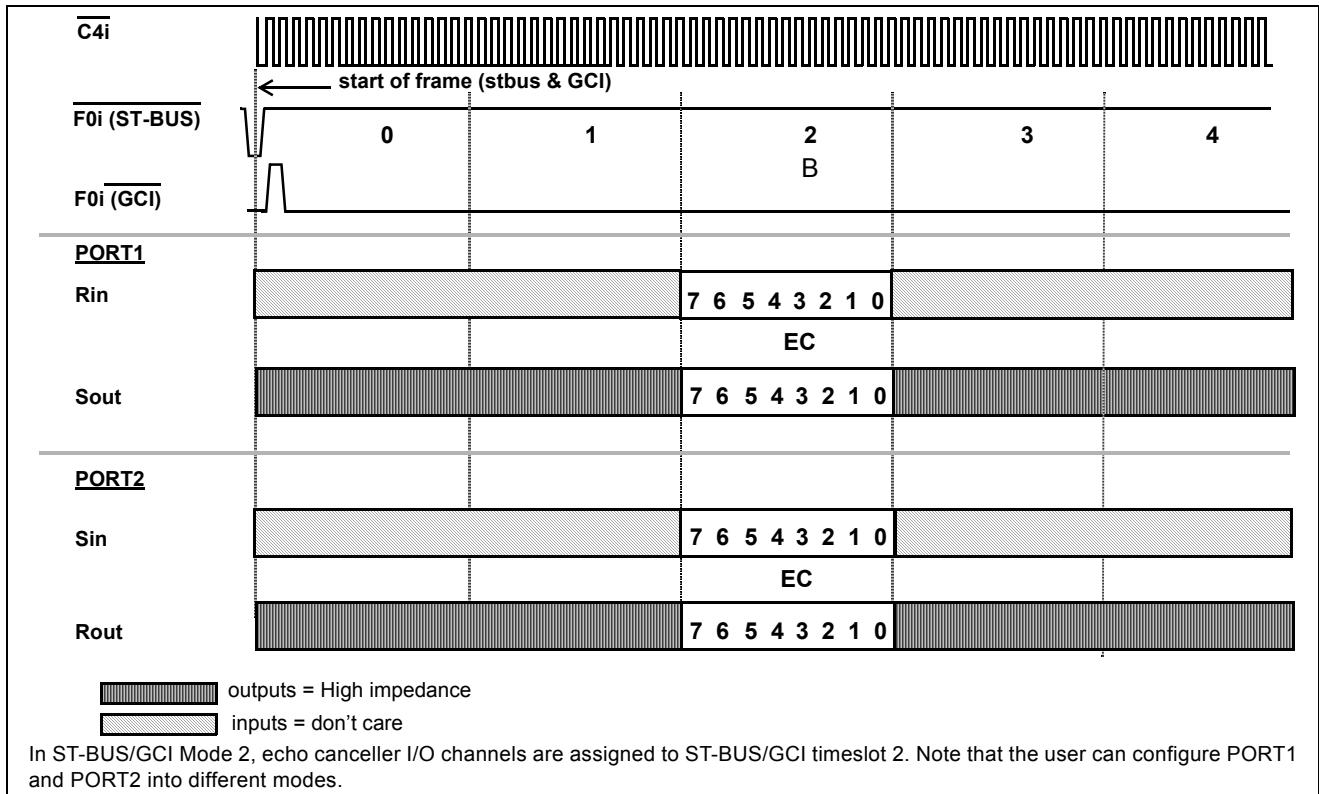 C4i
start of frame (stbus & GCI)
F0i (ST-BUS)
0 1 2 3 4
B
F0i (GCI)
PORT1
Rin
7 6 5 4 3 2 1 0
EC
Sout
7 6 5 4 3 2 1 0
PORT2
Sin
7 6 5 4 3 2 1 0
EC
Rout
7 6 5 4 3 2 1 0
outputs = High impedance
inputs = don't care
In ST-BUS/GCI Mode 2, echo canceller I/O channels are assigned to ST-BUS/GCI timeslot 2. Note that the user can configure PORT1
and PORT2 into different modes.